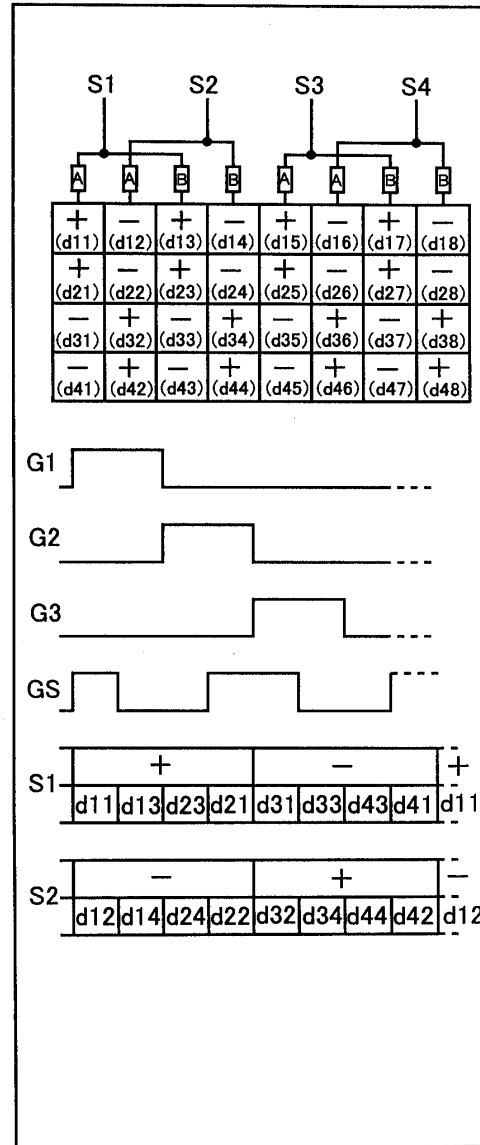 S1 S2 S3 S4
A A B B A A B B
+ − + − + − + −
(d11) (d12) (d13) (d14) (d15) (d16) (d17) (d18)
+ − + − + − + −
(d21) (d22) (d23) (d24) (d25) (d26) (d27) (d28)
− + − + − + − +
(d31) (d32) (d33) (d34) (d35) (d36) (d37) (d38)
− + − + − + − +
(d41) (d42) (d43) (d44) (d45) (d46) (d47) (d48)
G1
G2
G3
GS
+ − +
S1
d11 d13 d23 d21 d31 d33 d43 d41 d11
− + −
S2
d12 d14 d24 d22 d32 d34 d44 d42 d12